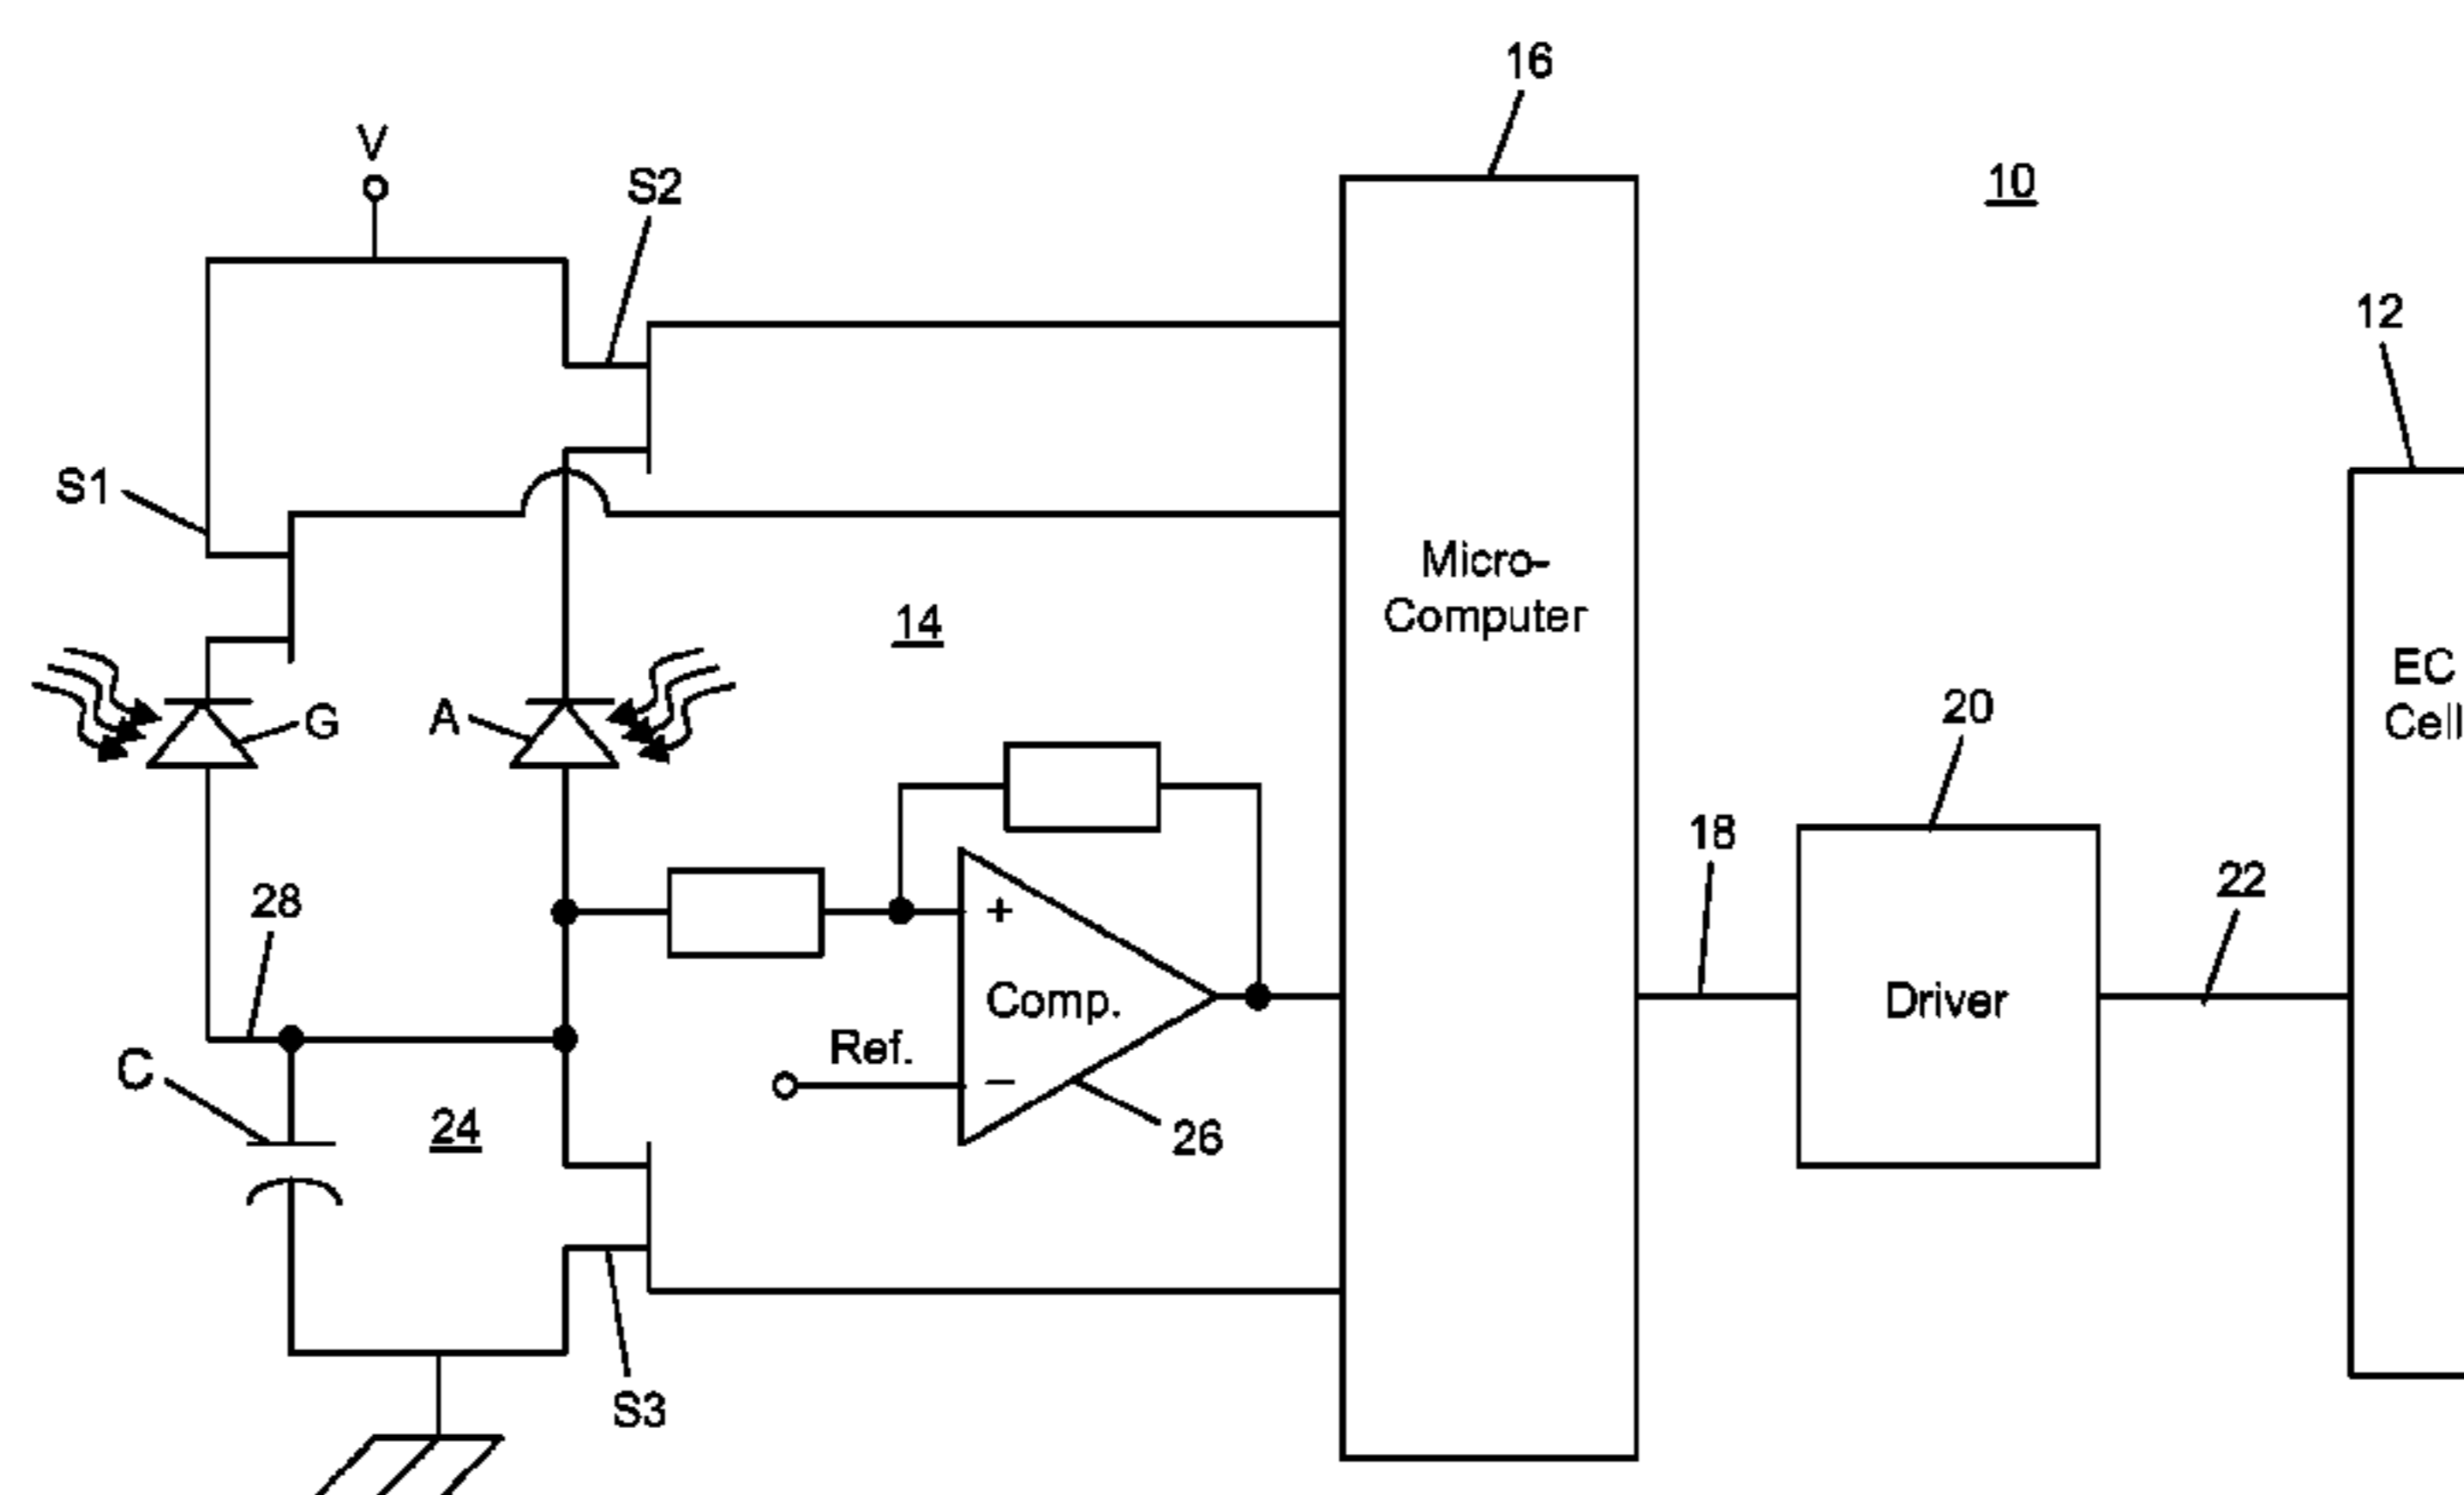 16
V
S2
10
12
S1
Micro-
Computer
14
EC
Cell
G
A
20
18
28
22
+
Comp.
Driver
Ref.
C
–
24
26
S3